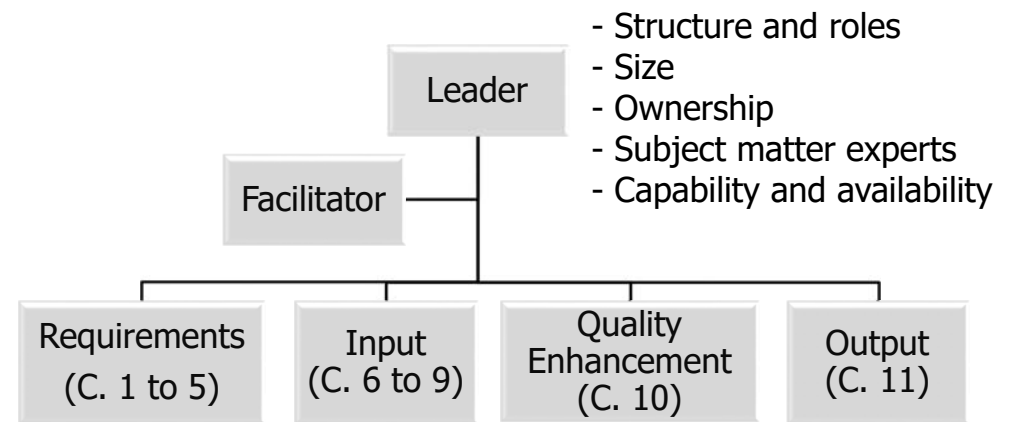 - Structure and roles
- Size
- Ownership
- Subject matter experts
- Capability and availability
Leader
Facilitator
Requirements
(C. 1 to 5)
Input
(C. 6 to 9)
Quality
Enhancement
(C. 10)
Output
(C. 11)